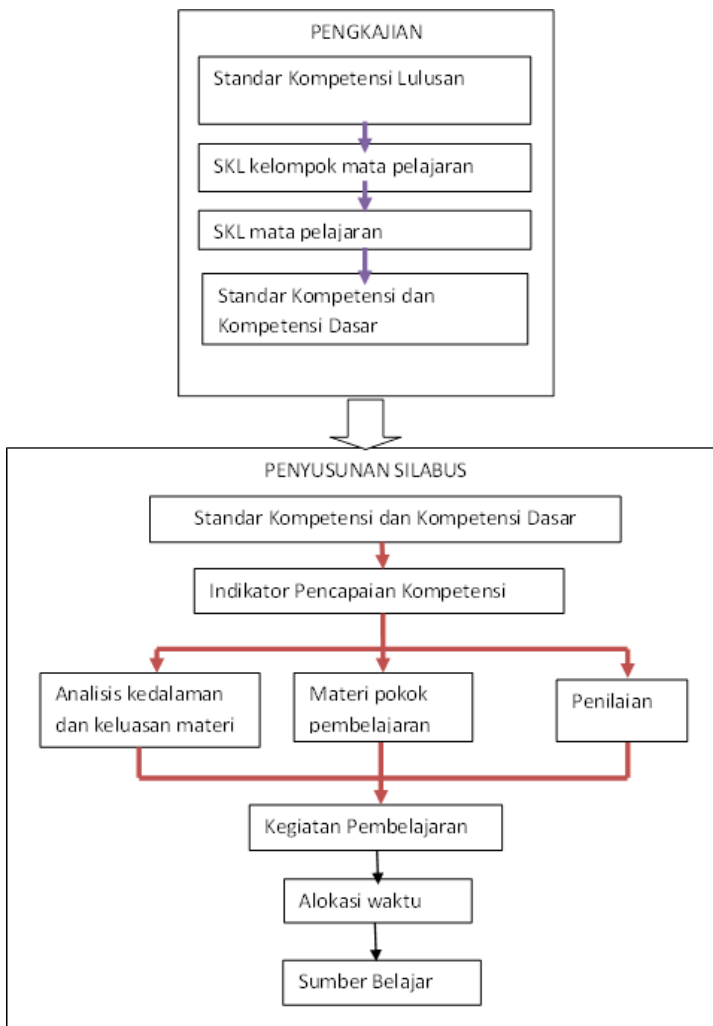 PENGKAJIAN
Standar Kompetensi Lulusan
SKL kelompok mata pelajaran
SKL mata pelajaran
Standar Kompetensi dan
Kompetensi Dasar
PENYUSUNAN SILABUS
Standar Kompetensi dan Kompetensi Dasar
Indikator Pencapaian Kompetensi
Analisis kedalaman
dan keluasan materi
Materi pokok
pembelajaran
Penilaian
Kegiatan Pembelajaran
Alokasi waktu
Sumber Belajar